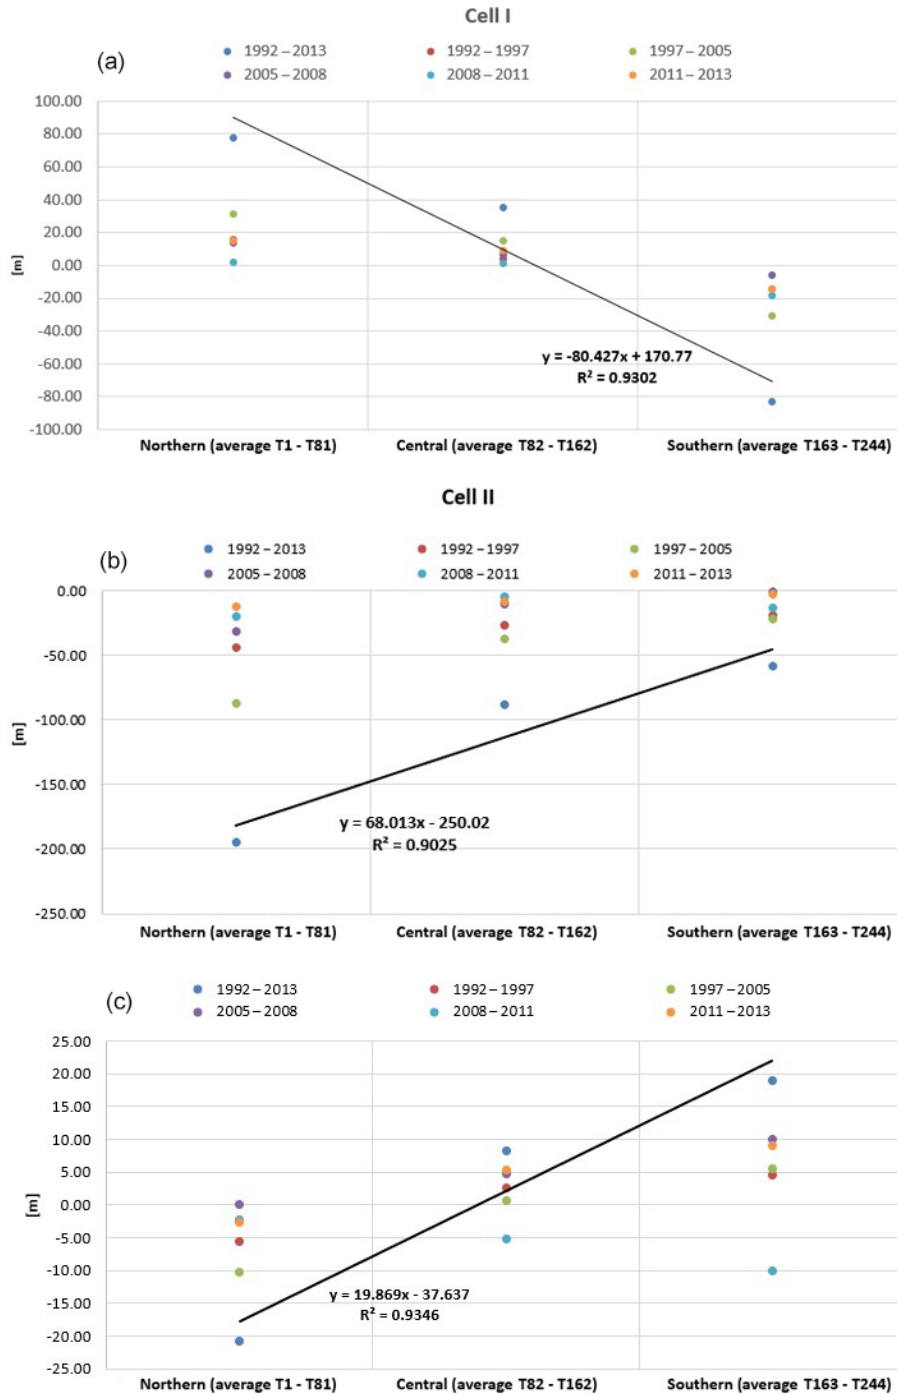 Cell I
(a)
1992 – 2013 1992 – 1997 1997 – 2005
2005 – 2008 2008 – 2011 2011 – 2013
100.00
80.00
60.00
40.00
20.00
0.00
-20.00
-40.00
-60.00
-80.00
-100.00
[m]
y = -80.427x + 170.77
R² = 0.9302
Northern (average T1 - T81) Central (average T82 - T162) Southern (average T163 - T244)
Cell II
(b)
1992 – 2013 1992 – 1997 1997 – 2005
2005 – 2008 2008 – 2011 2011 – 2013
0.00
-50.00
-100.00
-150.00
-200.00
-250.00
[m]
y = 68.013x - 250.02
R² = 0.9025
Northern (average T1 - T81) Central (average T82 - T162) Southern (average T163 - T244)
(c)
1992 – 2013 1992 – 1997 1997 – 2005
2005 – 2008 2008 – 2011 2011 – 2013
25.00
20.00
15.00
10.00
5.00
0.00
-5.00
-10.00
-15.00
-20.00
-25.00
[m]
y = 19.869x - 37.637
R² = 0.9346
Northern (average T1 - T81) Central (average T82 - T162) Southern (average T163 - T244)